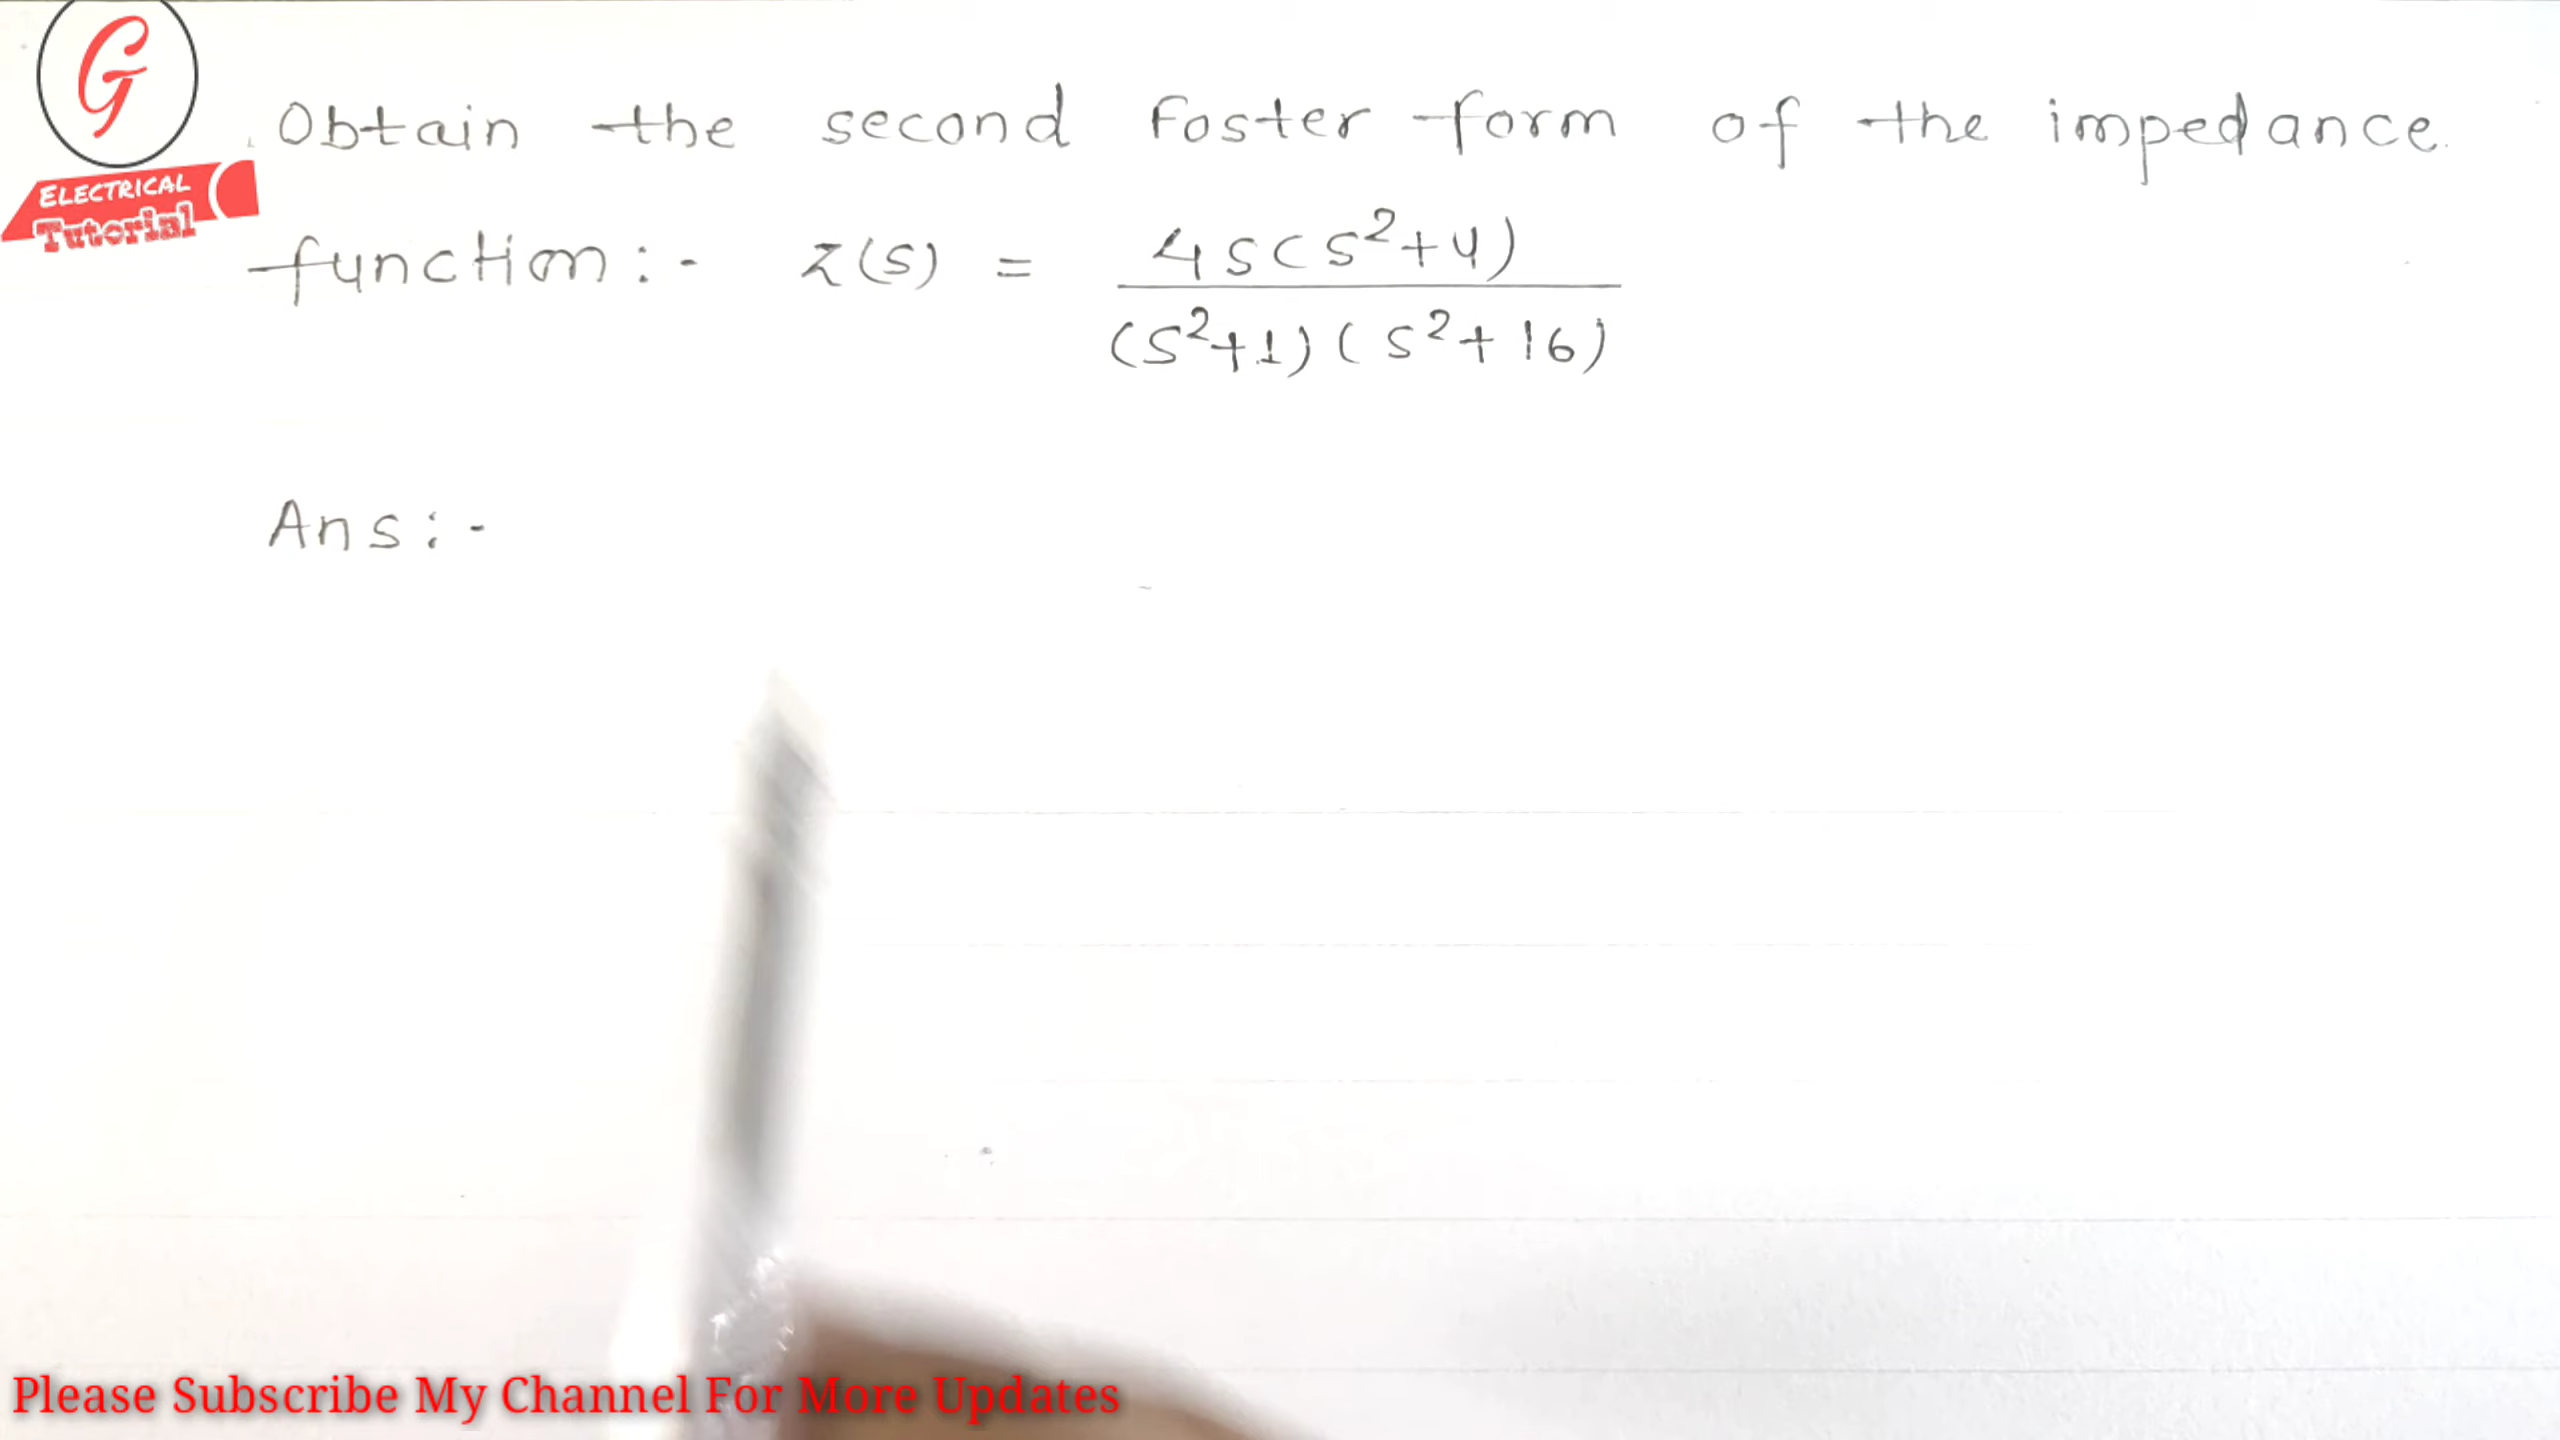 G
ELECTRICAL
Tutorial
Obtain the second Foster form of the impedance.
function:- Z(s) = 4s(s²+4)
(s²+1)(s²+16)
Ans:-
Please Subscribe My Channel For More Updates